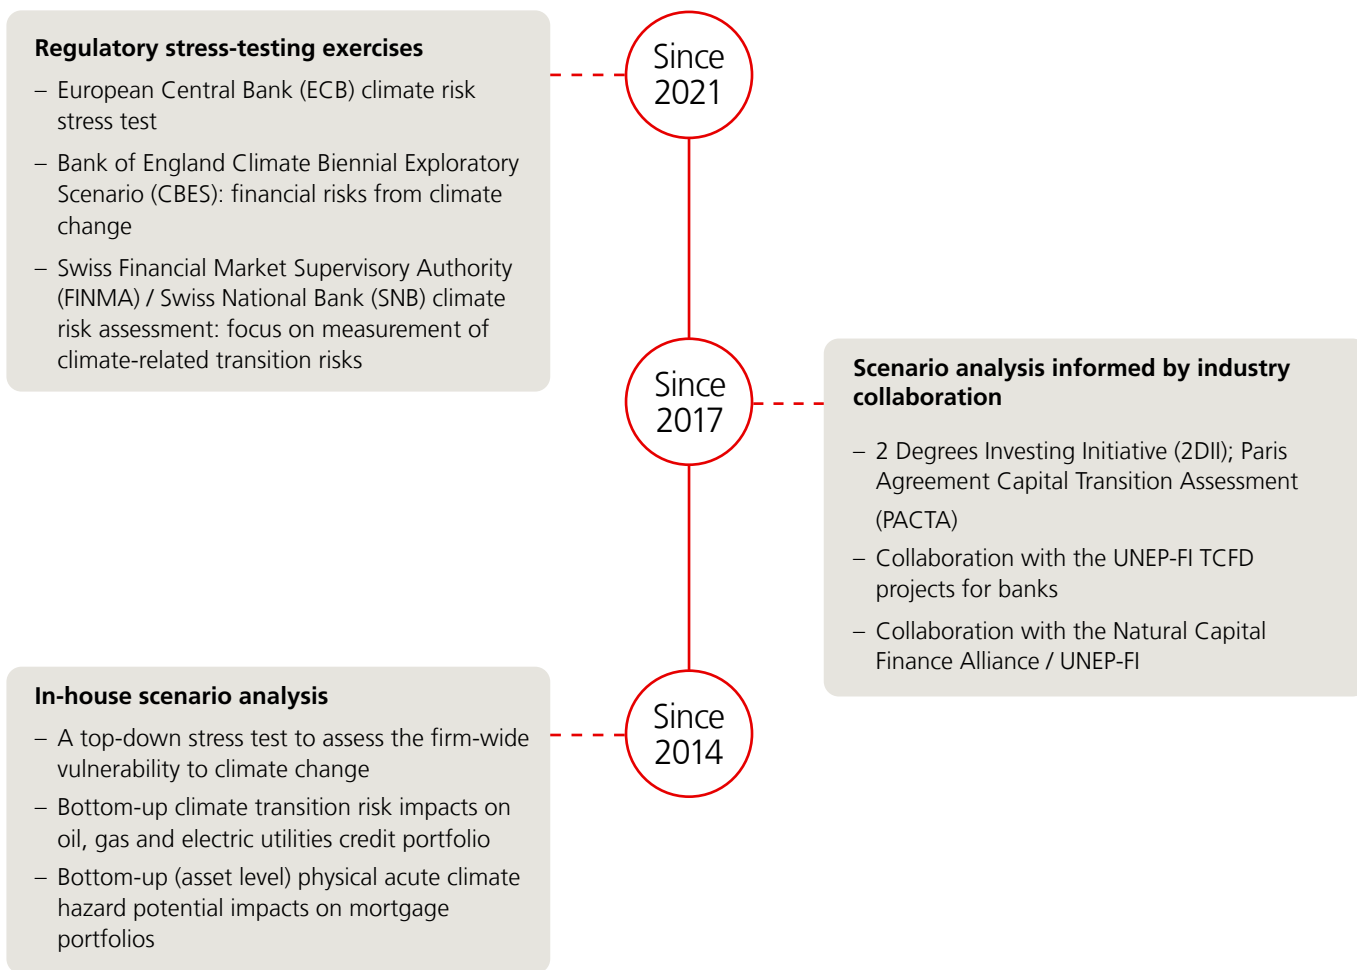 Regulatory stress-testing exercises
– European Central Bank (ECB) climate risk
stress test
– Bank of England Climate Biennial Exploratory
Scenario (CBES): financial risks from climate
change
– Swiss Financial Market Supervisory Authority
(FINMA) / Swiss National Bank (SNB) climate
risk assessment: focus on measurement of
climate-related transition risks
Since
2021
Since
2017
Scenario analysis informed by industry
collaboration
– 2 Degrees Investing Initiative (2DII); Paris
Agreement Capital Transition Assessment
(PACTA)
– Collaboration with the UNEP-FI TCFD
projects for banks
– Collaboration with the Natural Capital
Finance Alliance / UNEP-FI
In-house scenario analysis
– A top-down stress test to assess the firm-wide
vulnerability to climate change
– Bottom-up climate transition risk impacts on
oil, gas and electric utilities credit portfolio
– Bottom-up (asset level) physical acute climate
hazard potential impacts on mortgage
portfolios
Since
2014